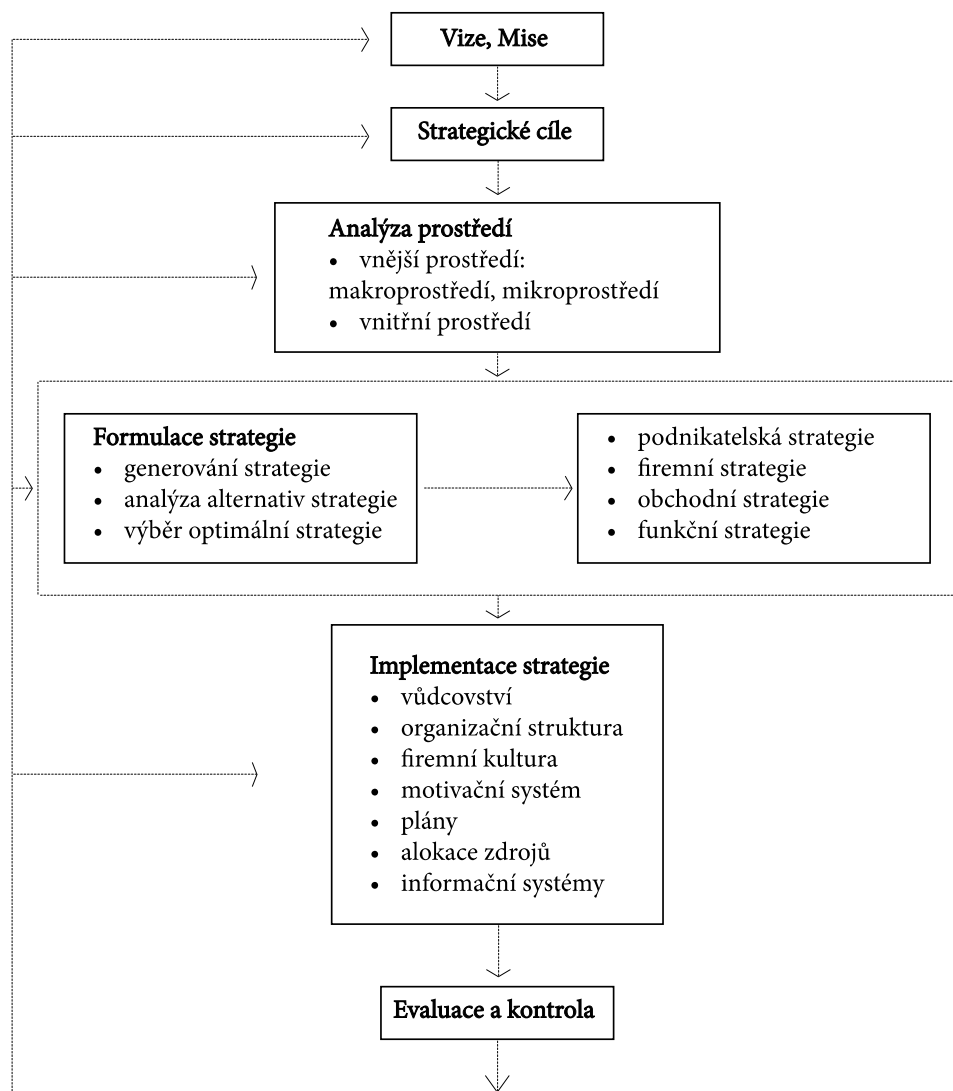 Vize, Mise
Strategické cíle
Analýza prostředí
• vnější prostředí:
makroprostředí, mikroprostředí
• vnitřní prostředí
Formulace strategie
• generování strategie
• analýza alternativ strategie
• výběr optimální strategie
• podnikatelská strategie
• firemní strategie
• obchodní strategie
• funkční strategie
Implementace strategie
• vůdcovství
• organizační struktura
• firemní kultura
• motivační systém
• plány
• alokace zdrojů
• informační systémy
Evaluace a kontrola